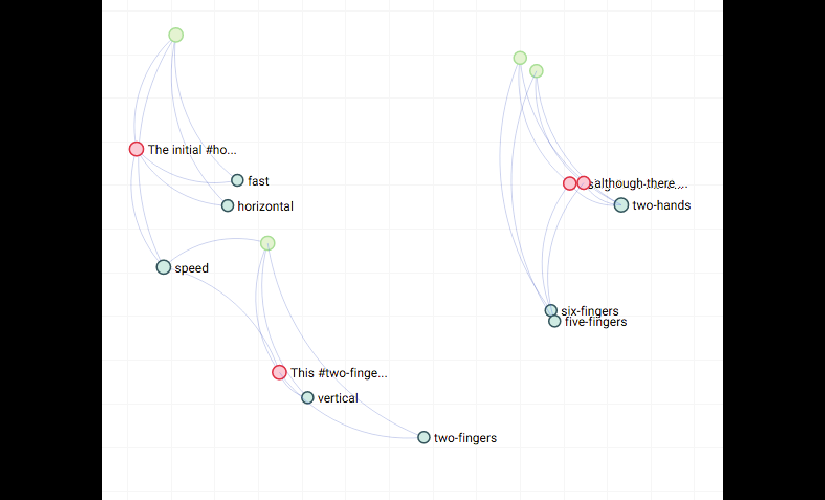 The initial #ho...
fast
horizontal
speed
This #two-finge...
vertical
two-fingers
although-there...
two-hands
six-fingers
five-fingers